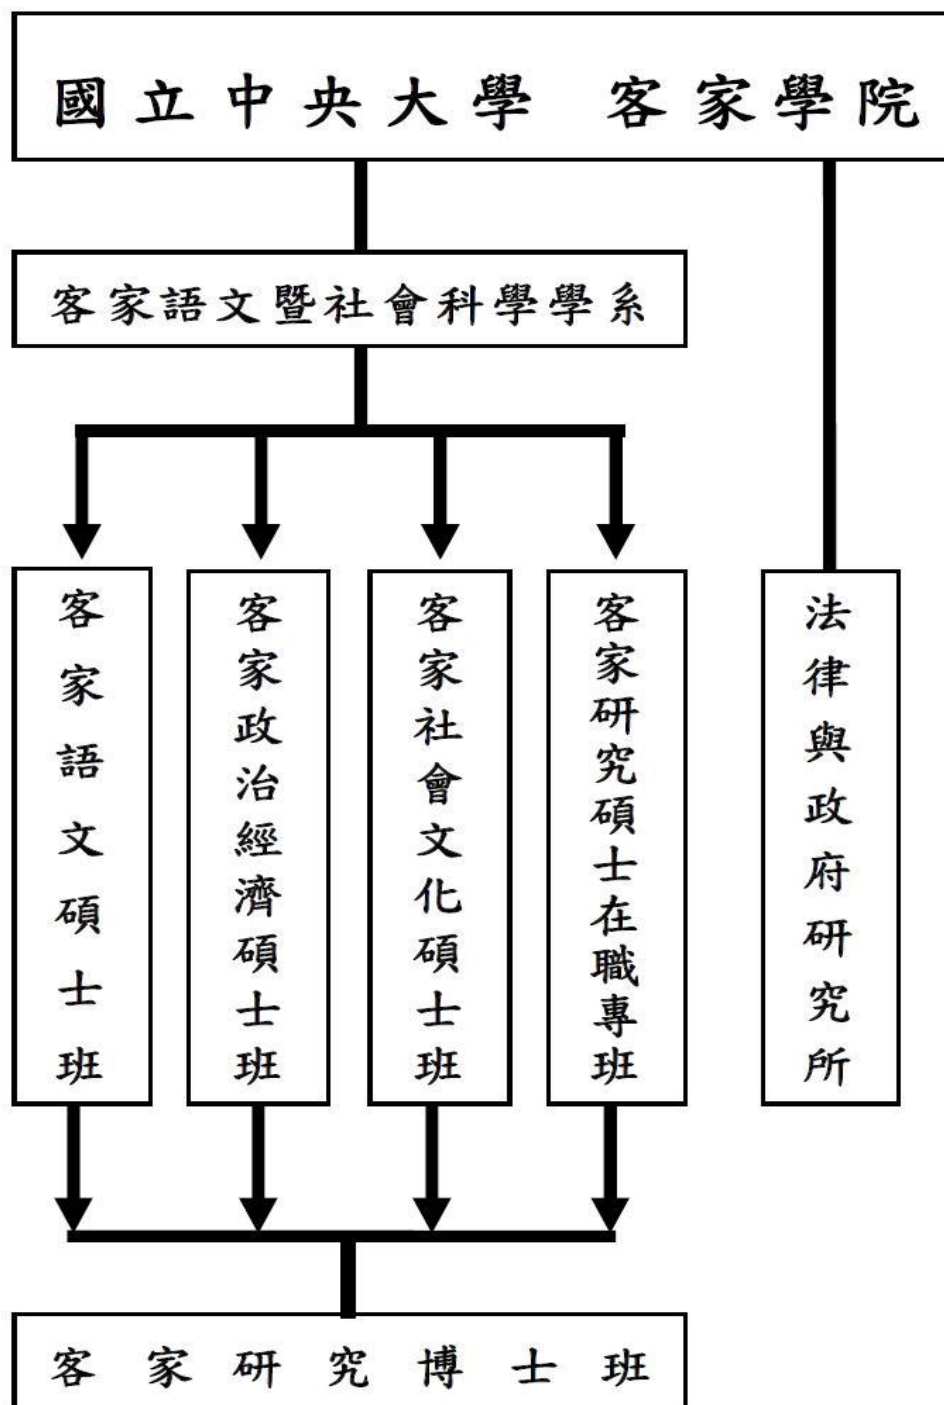 國立中央大學 客家學院
客家語文暨社會科學學系
客家語文碩士班
客家政治經濟碩士班
客家社會文化碩士班
客家研究碩士在職專班
法律與政府研究所
客家研究博士班